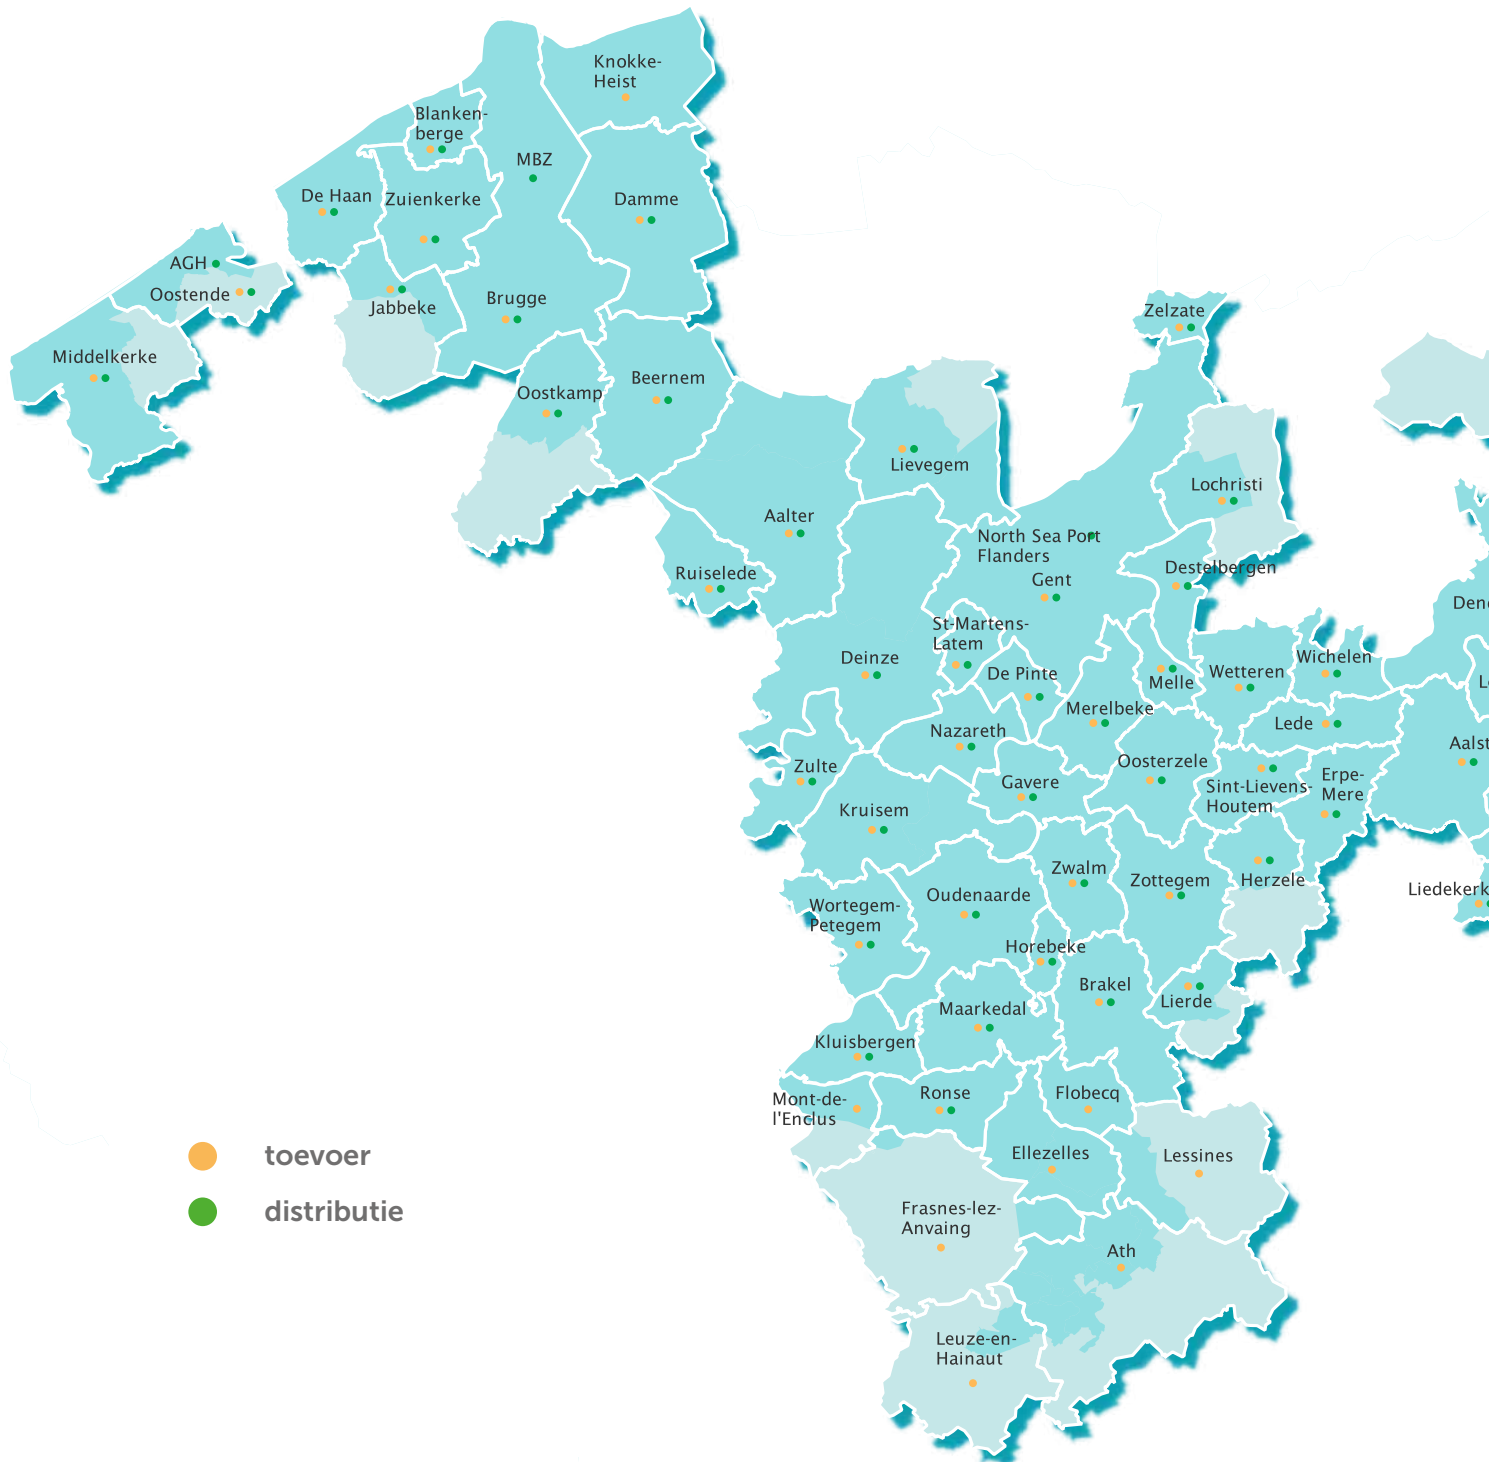 Knokke-
Heist
Blanken-
berge
MBZ
De Haan
Zuienkerke
Damme
AGH
Oostende
Jabbeke
Brugge
Zelzate
Middelkerke
Oostkamp
Beernem
Lievegem
Lochristi
Aalter
North Sea Port
Flanders
Ruiselede
Gent
Destelbergen
St-Martens-
Latem
Deinze
De Pinte
Melle
Wetteren
Wichelen
Merelbeke
Nazareth
Lede
Aalst
Zulte
Gavere
Oosterzele
Sint-Lievens-
Houtem
Erpe-
Mere
Kruisem
Zwalm
Zottegem
Herzele
Oudenaarde
Wortegem-
Petegem
Horebeke
Brakel
Lierde
Maarkedal
Kluisbergen
Mont-de-
l'Enclus
Ronse
Flobecq
Ellezelles
Lessines
Frasnes-lez-
Anvaing
Ath
Leuze-en-
Hainaut
toevoer
distributie